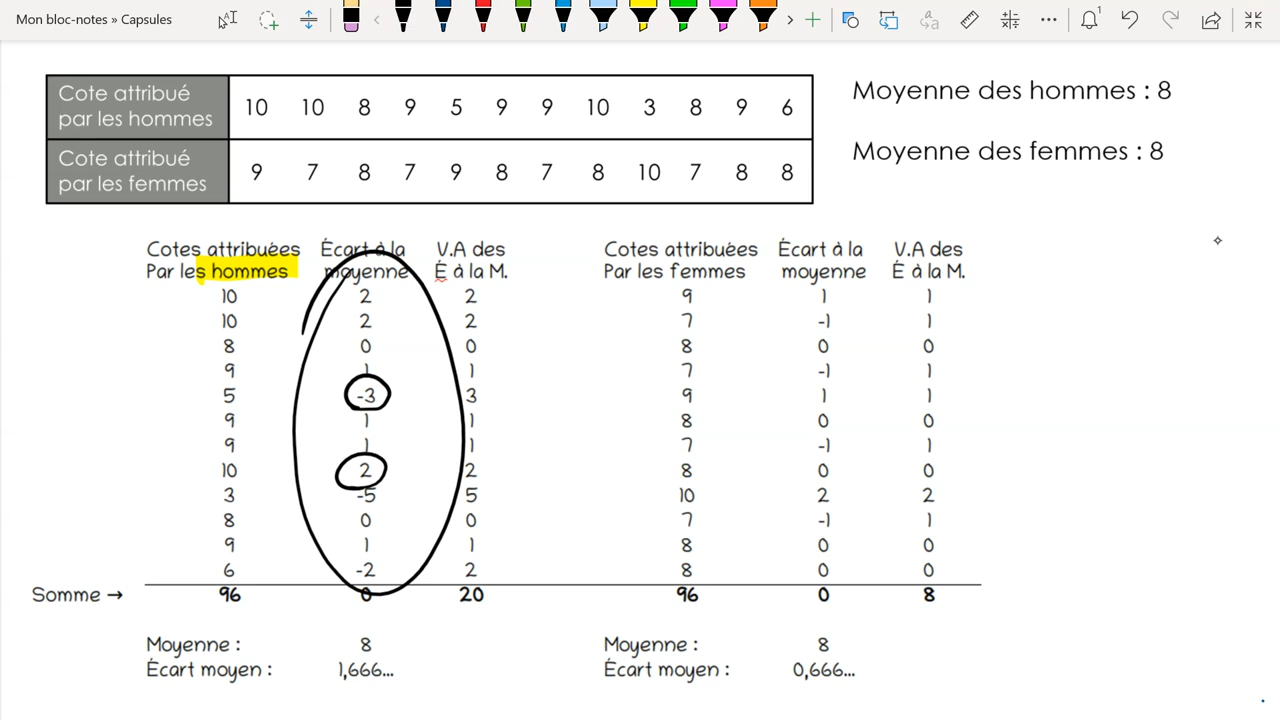 Mon bloc-notes » Capsules
Cote attribué
par les hommes
10 10 8 9 5 9 9 10 3 8 9 6
Cote attribué
par les femmes
9 7 8 7 9 8 7 8 10 7 8 8
Moyenne des hommes : 8
Moyenne des femmes : 8
Cotes attribuées Écart à la V.A des
Par les hommes moyenne É à la M.
10 2 2
10 2 2
8 0 0
9 1 1
5 -3 3
9 1 1
9 1 1
10 2 2
3 -5 5
8 0 0
9 1 1
6 -2 2
Somme → 96 0 20
Moyenne : 8
Écart moyen : 1,666...
Cotes attribuées Écart à la V.A des
Par les femmes moyenne É à la M.
9 1 1
7 -1 1
8 0 0
7 -1 1
9 1 1
8 0 0
7 -1 1
8 0 0
10 2 2
7 -1 1
8 0 0
8 0 0
96 0 8
Moyenne : 8
Écart moyen : 0,666...